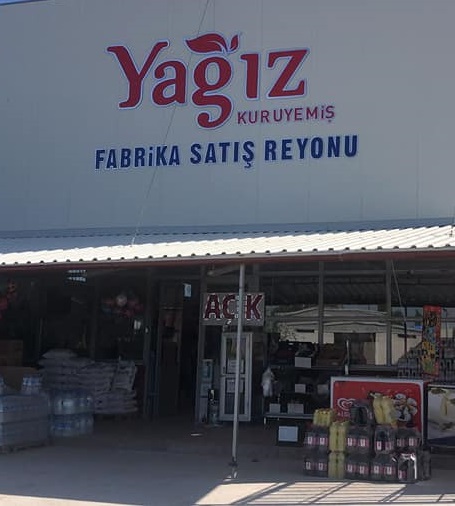 Yağız
KURUYEMİŞ
FABRİKA SATIŞ REYONU
AÇIK